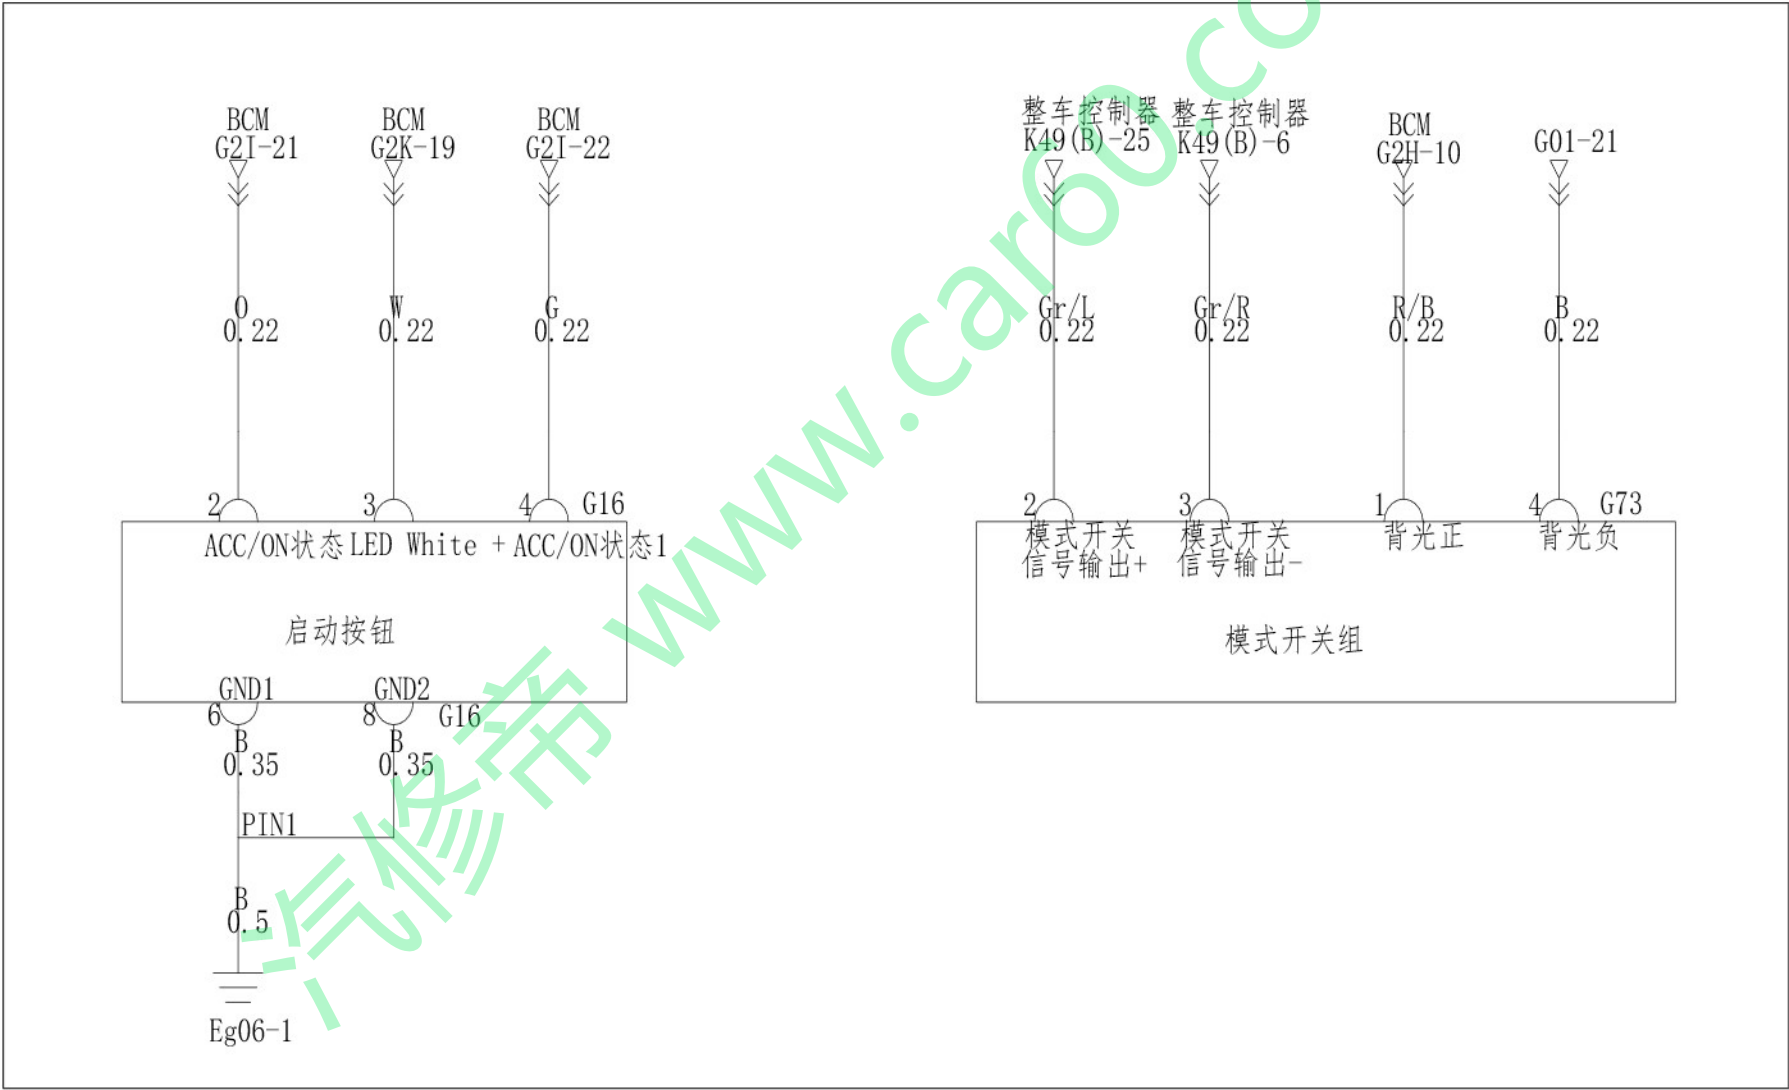 BCM
G2I-21
BCM
G2K-19
BCM
G2I-22
整车控制器
K49(B)-25
整车控制器
K49(B)-6
BCM
G2H-10
G01-21
O
0.22
W
0.22
G
0.22
Gr/L
0.22
Gr/R
0.22
R/B
0.22
B
0.22
2
3
4
G16
2
3
1
4
G73
ACC/ON状态
LED White +
ACC/ON状态1
模式开关
信号输出+
模式开关
信号输出-
背光正
背光负
启动按钮
模式开关组
GND1
GND2
6
8
G16
B
0.35
B
0.35
PIN1
B
0.5
Eg06-1
汽修帝 www.car60.co